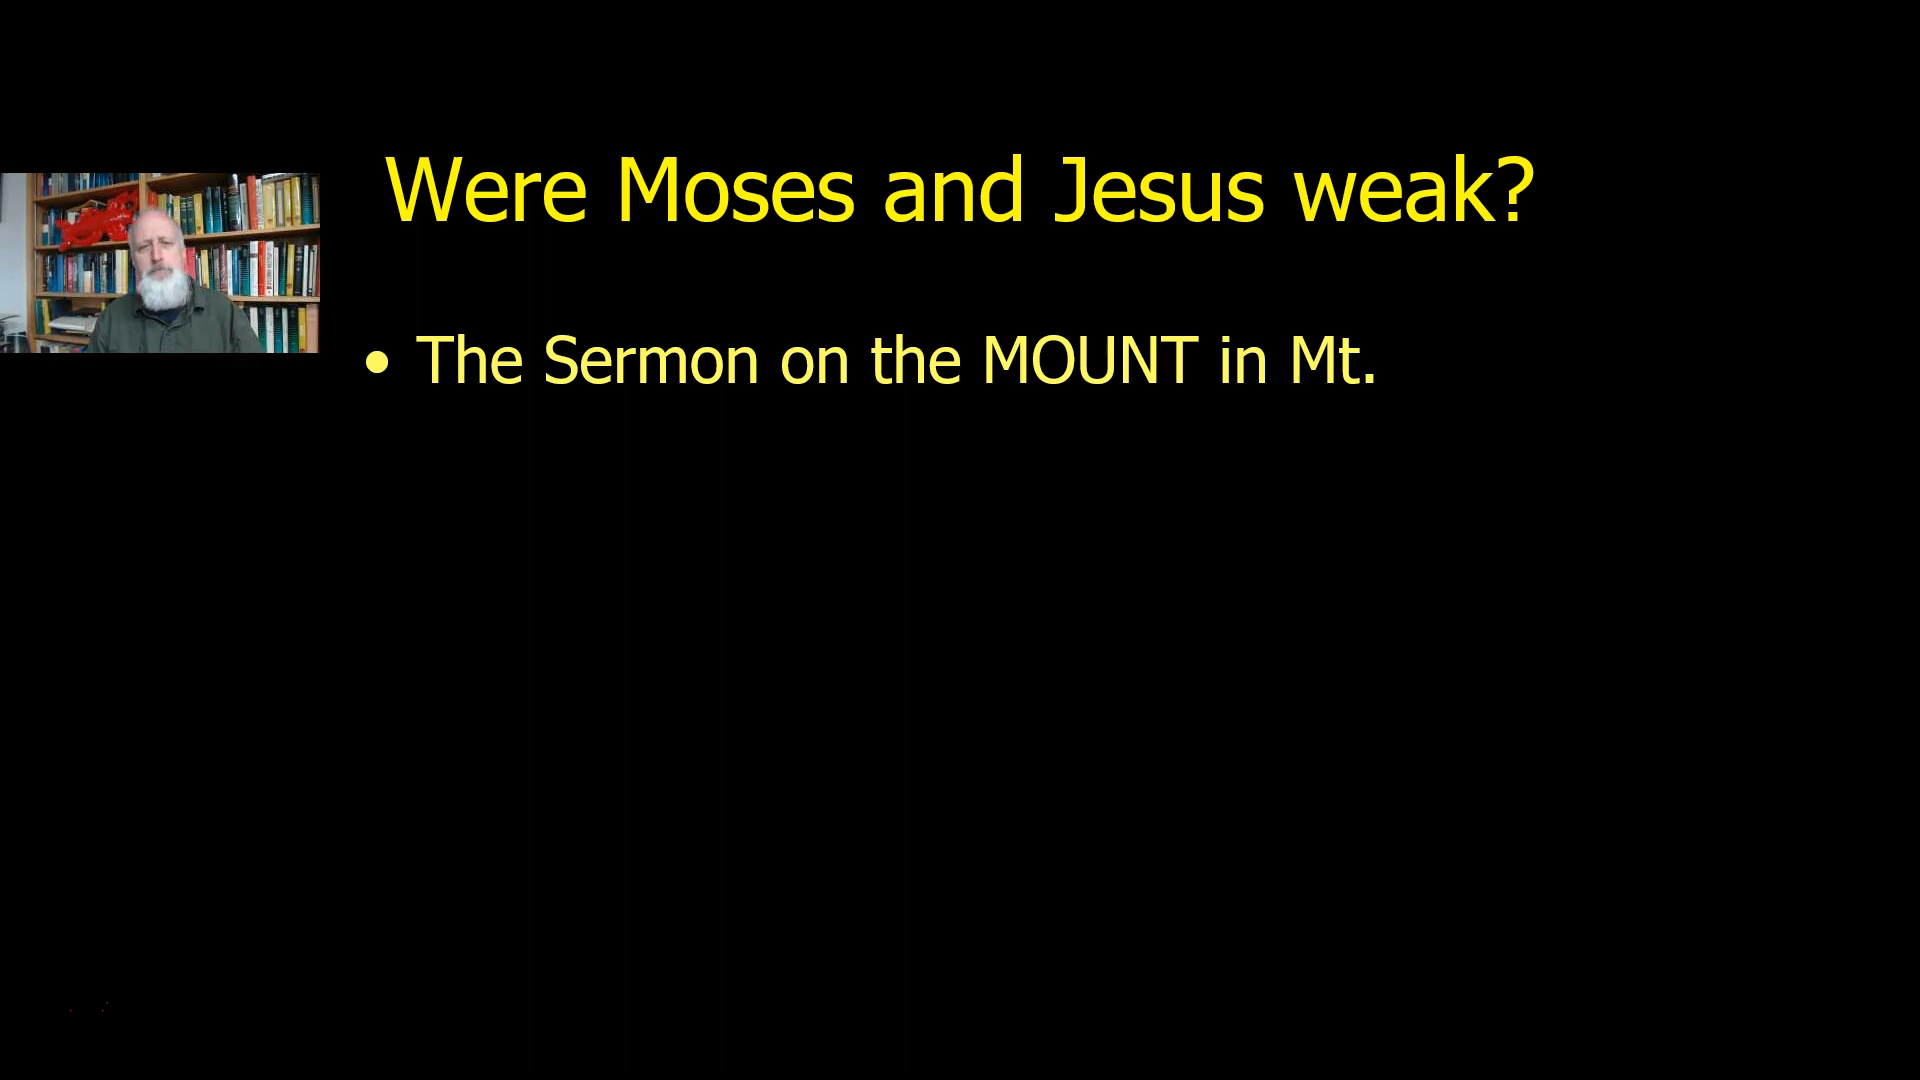 Were Moses and Jesus weak?
• The Sermon on the MOUNT in Mt.